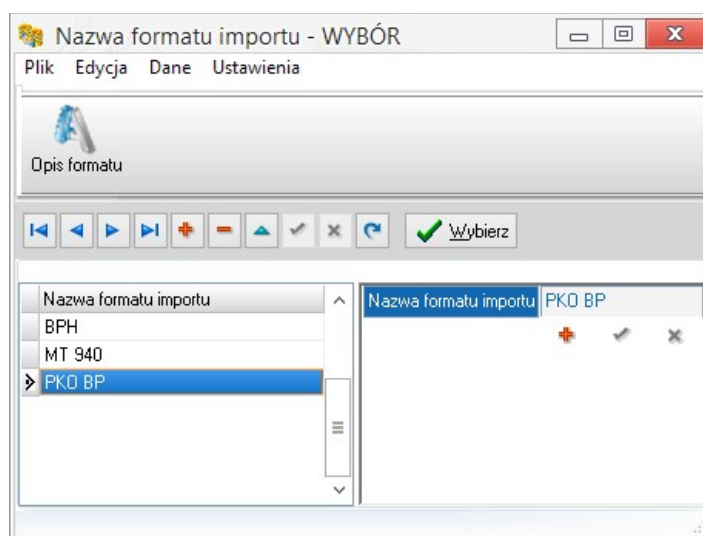 Nazwa formatu importu - WYBÓR
Plik Edycja Dane Ustawienia
Opis formatu
Wybierz
Nazwa formatu importu
BPH
MT 940
PKO BP
Nazwa formatu importu PKO BP